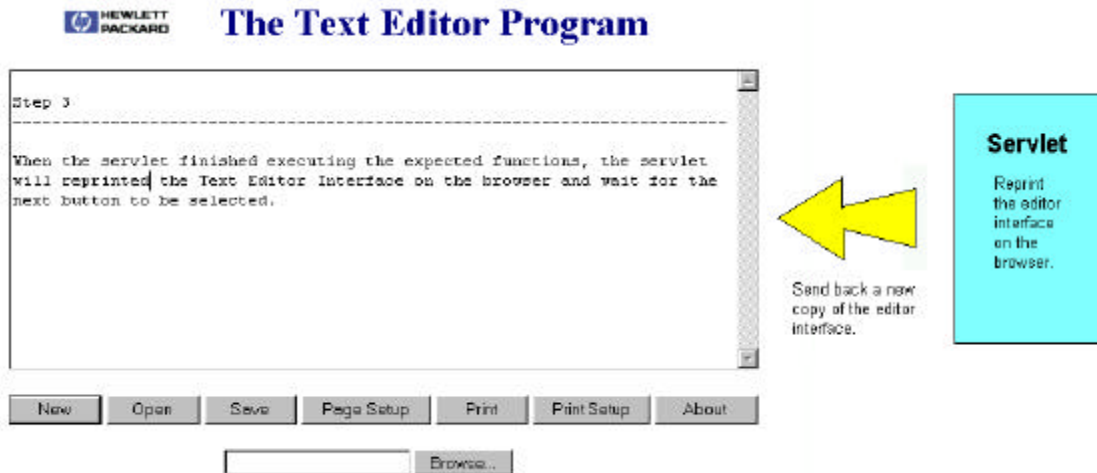 HEWLETT
PACKARD
The Text Editor Program
Step 3
When the servlet finished executing the expected functions, the servlet
will reprinted the Text Editor Interface on the browser and wait for the
next button to be selected.
Servlet
Reprint
the editor
interface
on the
browser.
Send back a new
copy of the editor
interface.
New Open Save Page Setup Print Print Setup About
Browse...